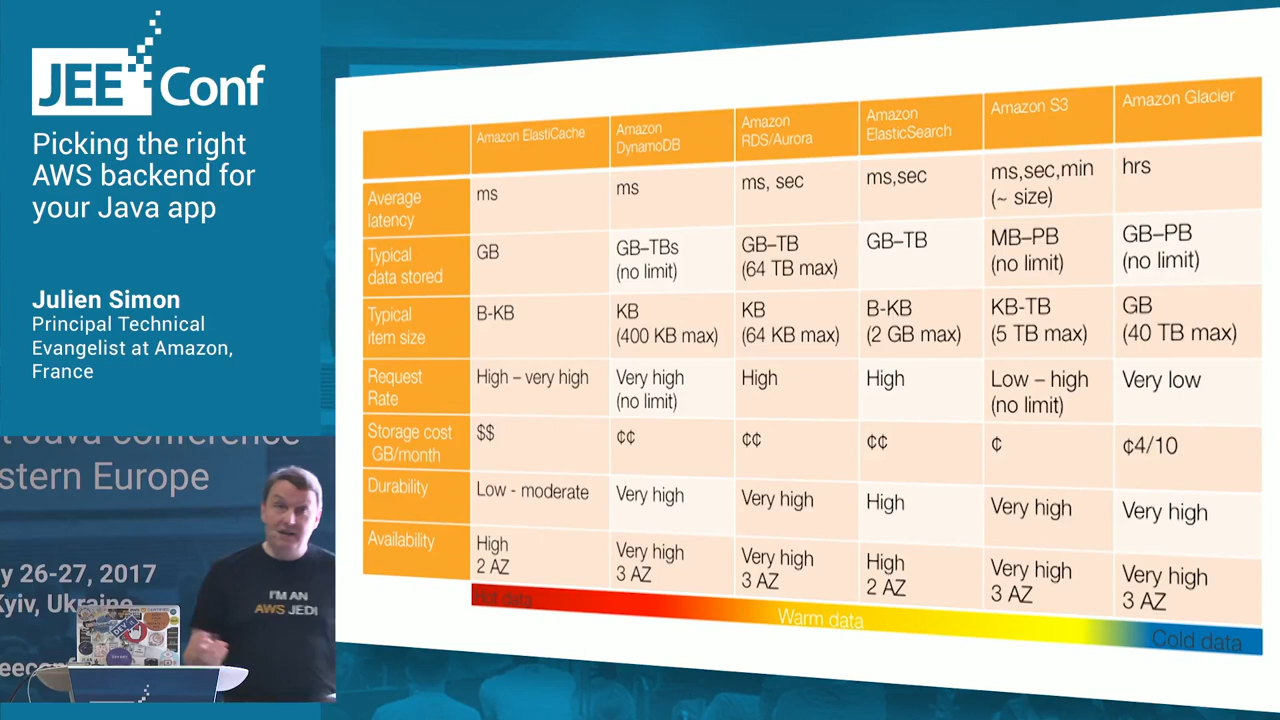 JEE Conf
Picking the right
AWS backend for
your Java app
Julien Simon
Principal Technical
Evangelist at Amazon,
France
t Java conference
stern Europe
y 26-27, 2017
Kyiv, Ukraine
eeconf
I'M AN
AWS JEDI
Amazon ElastiCache
Amazon
DynamoDB
Amazon
RDS/Aurora
Amazon
ElasticSearch
Amazon S3
Amazon Glacier
Average
latency
ms
ms
ms, sec
ms,sec
ms,sec,min
(~ size)
hrs
Typical
data stored
GB
GB–TBs
(no limit)
GB–TB
(64 TB max)
GB–TB
MB–PB
(no limit)
GB–PB
(no limit)
Typical
item size
B-KB
KB
(400 KB max)
KB
(64 KB max)
B-KB
(2 GB max)
KB-TB
(5 TB max)
GB
(40 TB max)
Request
Rate
High – very high
Very high
(no limit)
High
High
Low – high
(no limit)
Very low
Storage cost
GB/month
$$
¢¢
¢¢
¢¢
¢
¢4/10
Durability
Low - moderate
Very high
Very high
High
Very high
Very high
Availability
High
2 AZ
Very high
3 AZ
Very high
3 AZ
High
2 AZ
Very high
3 AZ
Very high
3 AZ
Hot data
Warm data
Cold data